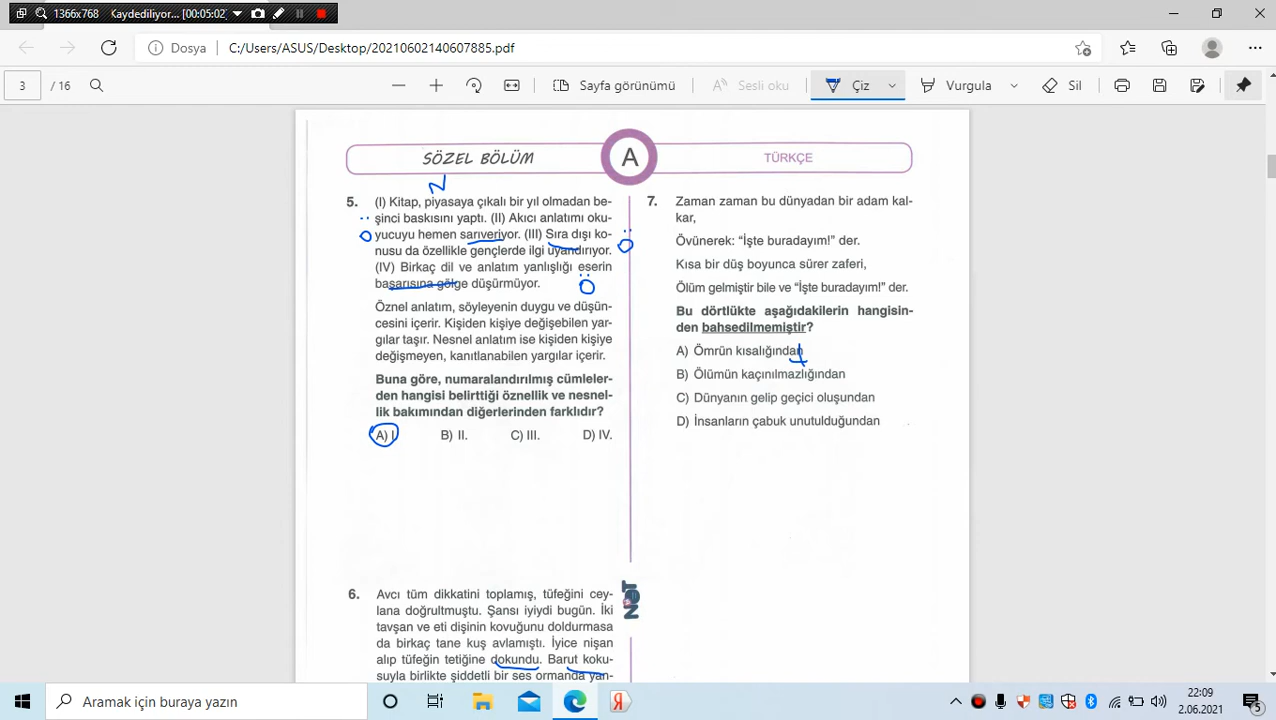 1366x768 Kaydediliyor... [00:05:02]
Dosya C:/Users/ASUS/Desktop/20210602140607885.pdf
3 / 16 Sayfa görünümü Sesli oku Çiz Vurgula Sil
SÖZEL BÖLÜM A TÜRKÇE
N
5. (I) Kitap, piyasaya çıkalı bir yıl olmadan be-
şinci baskısını yaptı. (II) Akıcı anlatımı oku-
yucuyu hemen sarıveriyor. (III) Sıra dışı ko-
nusu da özellikle gençlerde ilgi uyandırıyor.
(IV) Birkaç dil ve anlatım yanlışlığı eserin
başarısına gölge düşürmüyor.
Ö
Ö
Ö
Öznel anlatım, söyleyenin duygu ve düşün-
cesini içerir. Kişiden kişiye değişebilen yar-
gılar taşır. Nesnel anlatım ise kişiden kişiye
değişmeyen, kanıtlanabilen yargılar içerir.
Buna göre, numaralandırılmış cümleler-
den hangisi belirttiği öznellik ve nesnel-
lik bakımından diğerlerinden farklıdır?
A) I. B) II. C) III. D) IV.
6. Avcı tüm dikkatini toplamış, tüfeğini cey-
lana doğrultmuştu. Şansı iyiydi bugün. İki
tavşan ve eti dişinin kovuğunu doldurmasa
da birkaç tane kuş avlamıştı. İyice nişan
alıp tüfeğin tetiğine dokundu. Barut koku-
suyla birlikte şiddetli bir ses ormanda yan-
7. Zaman zaman bu dünyadan bir adam kal-
kar,
Övünerek: “İşte buradayım!” der.
Kısa bir düş boyunca sürer zaferi,
Ölüm gelmiştir bile ve “İşte buradayım!” der.
Bu dörtlükte aşağıdakilerin hangisin-
den bahsedilmemiştir?
A) Ömrün kısalığından
B) Ölümün kaçınılmazlığından
C) Dünyanın gelip geçici oluşundan
D) İnsanların çabuk unutulduğundan
Aramak için buraya yazın
22:09
2.06.2021
5